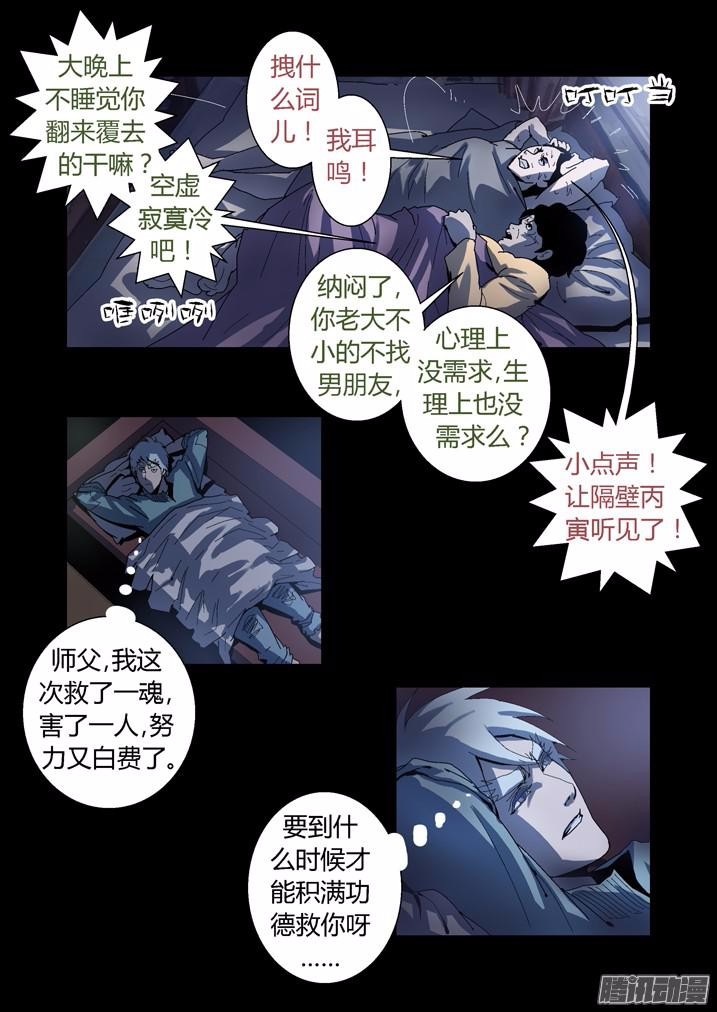 大晚上
不睡觉你
翻来覆去
的干嘛？
空虚
寂寞冷
吧！
拽什
么词
儿！
我耳
鸣！
叮叮当
哐咧咧
纳闷了，
你老大不
小的不找
男朋友，
心理上
没需求，生
理上也没
需求么？
小点声！
让隔壁丙
寅听见了！
师父，我这
次救了一魂，
害了一人，努
力又白费了。
要到什
么时候才
能积满功
德救你呀
……
腾讯动漫